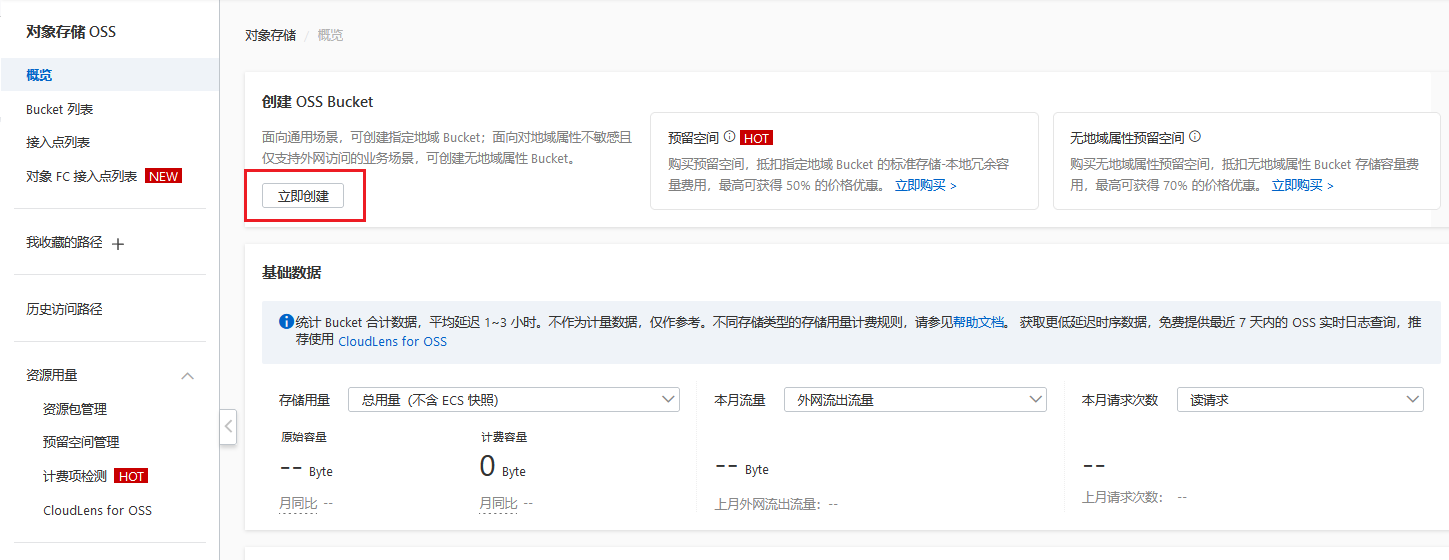 对象存储 OSS
概览
Bucket 列表
接入点列表
对象 FC 接入点列表 NEW
我收藏的路径
历史访问路径
资源用量
资源包管理
预留空间管理
计费项检测 HOT
CloudLens for OSS
对象存储 / 概览
创建 OSS Bucket
面向通用场景，可创建指定地域 Bucket；面向对地域属性不敏感且
仅支持外网访问的业务场景，可创建无地域属性 Bucket。
立即创建
预留空间 HOT
购买预留空间，抵扣指定地域 Bucket 的标准存储-本地冗余容
量费用，最高可获得 50% 的价格优惠。 立即购买 >
无地域属性预留空间
购买无地域属性预留空间，抵扣无地域属性 Bucket 存储容量费
用，最高可获得 70% 的价格优惠。 立即购买 >
基础数据
统计 Bucket 合计数据，平均延迟 1~3 小时。不作为计量数据，仅作参考。不同存储类型的存储用量计费规则，请参见帮助文档。 获取更低延迟时序数据，免费提供最近 7 天内的 OSS 实时日志查询，推
荐使用 CloudLens for OSS
存储用量 总用量（不含 ECS 快照）
原始容量
-- Byte
月同比 --
计费容量
0 Byte
月同比 --
本月流量 外网流出流量
-- Byte
上月外网流出流量： --
本月请求次数 读请求
--
上月请求次数： --